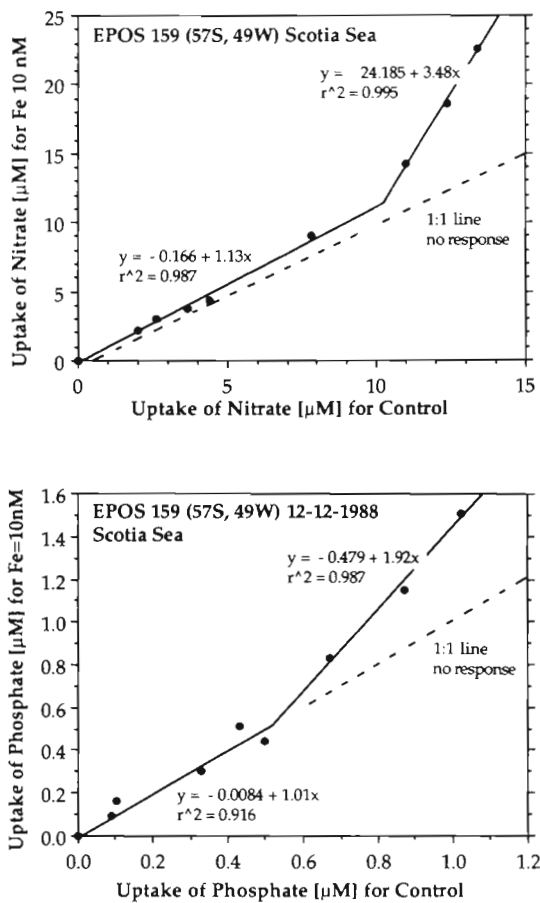 EPOS 159 (57S, 49W) Scotia Sea
y = 24.185 + 3.48x
r^2 = 0.995
y = - 0.166 + 1.13x
r^2 = 0.987
1:1 line
no response
Uptake of Nitrate [µM] for Fe 10 nM
25
20
15
10
5
0
0
5
10
15
Uptake of Nitrate [µM] for Control
EPOS 159 (57S, 49W) 12-12-1988
Scotia Sea
y = - 0.479 + 1.92x
r^2 = 0.987
1:1 line
no response
y = - 0.0084 + 1.01x
r^2 = 0.916
Uptake of Phosphate [µM] for Fe=10nM
1.6
1.4
1.2
1.0
0.8
0.6
0.4
0.2
0.0
0.0
0.2
0.4
0.6
0.8
1.0
1.2
Uptake of Phosphate [µM] for Control